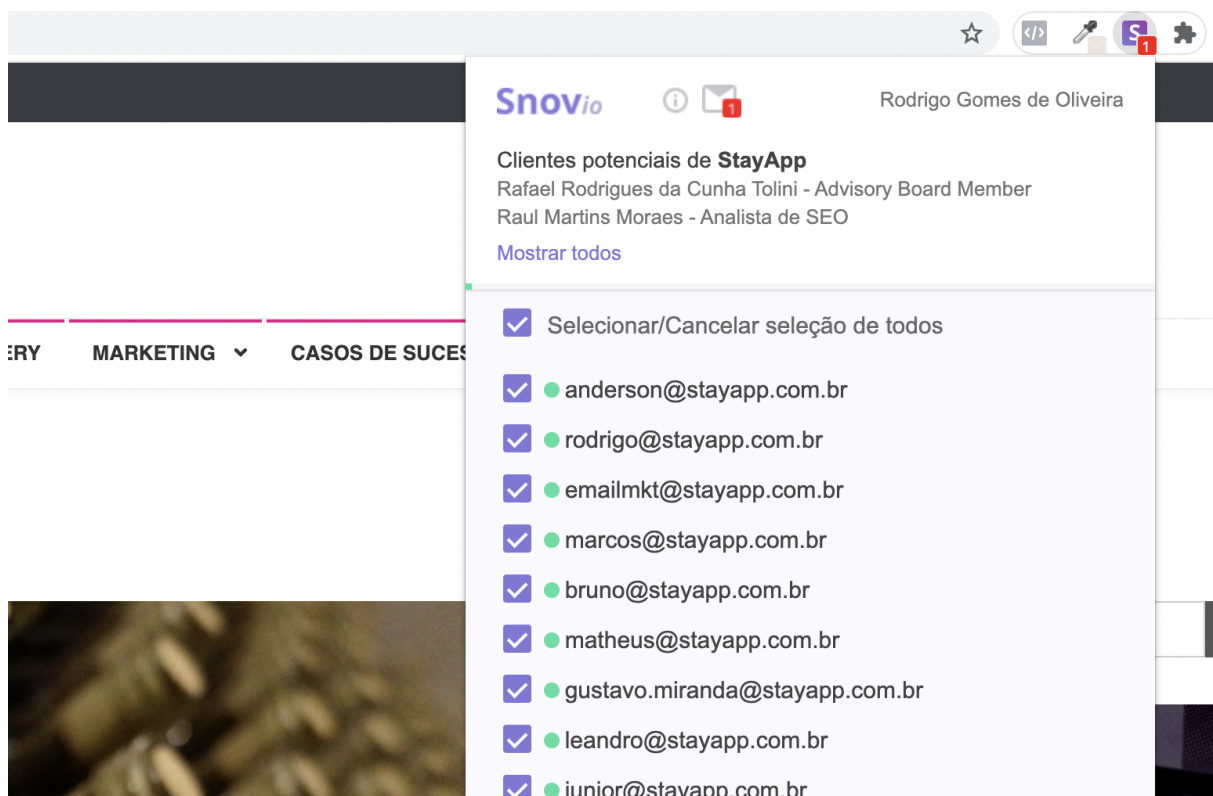 1
Snovio
1
Rodrigo Gomes de Oliveira
Clientes potenciais de StayApp
Rafael Rodrigues da Cunha Tolini - Advisory Board Member
Raul Martins Moraes - Analista de SEO
Mostrar todos
Selecionar/Cancelar seleção de todos
ERY MARKETING CASOS DE SUCES
anderson@stayapp.com.br
rodrigo@stayapp.com.br
emailmkt@stayapp.com.br
marcos@stayapp.com.br
bruno@stayapp.com.br
matheus@stayapp.com.br
gustavo.miranda@stayapp.com.br
leandro@stayapp.com.br
junior@stayapp.com.br